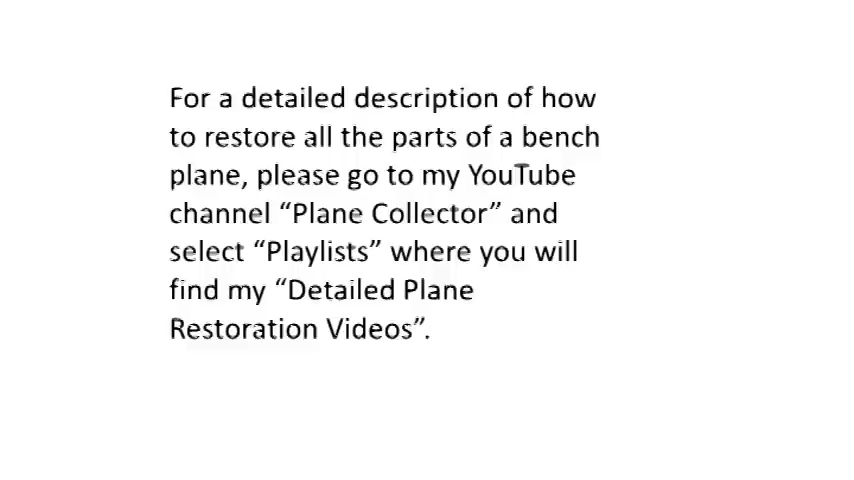 For a detailed description of how
to restore all the parts of a bench
plane, please go to my YouTube
channel “Plane Collector” and
select “Playlists” where you will
find my “Detailed Plane
Restoration Videos”.